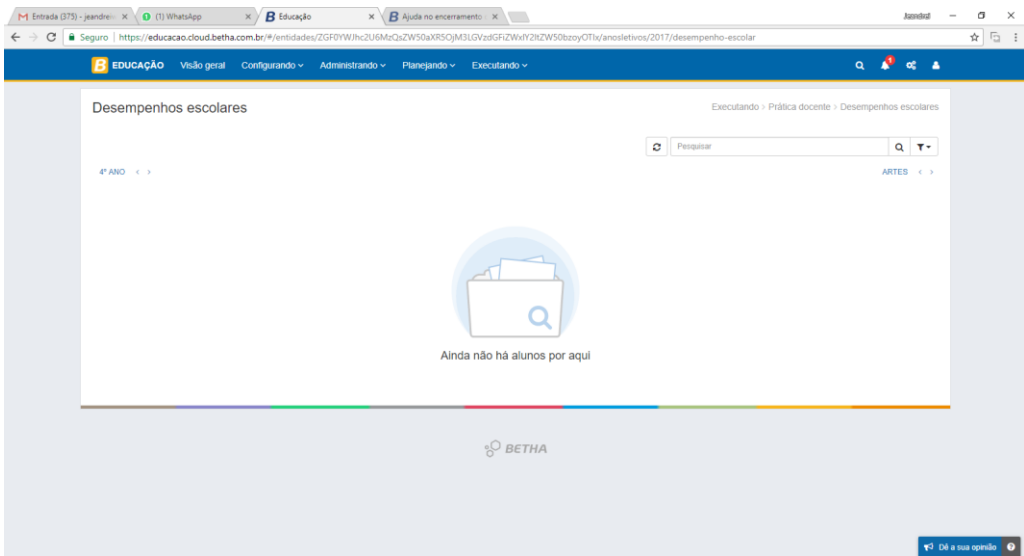 Entrada (375) - jeandrei
(1) WhatsApp
Educação
Ajuda no encerramento
Seguro | https://educacao.cloud.betha.com.br/#/entidades/
/anosletivos/2017/desempenho-escolar
B EDUCAÇÃO Visão geral Configurando Administrando Planejando Executando
1
Desempenhos escolares
Executando > Prática docente > Desempenhos escolares
Pesquisar
4º ANO < >
ARTES < >
Ainda não há alunos por aqui
BETHA
Dê a sua opinião ?